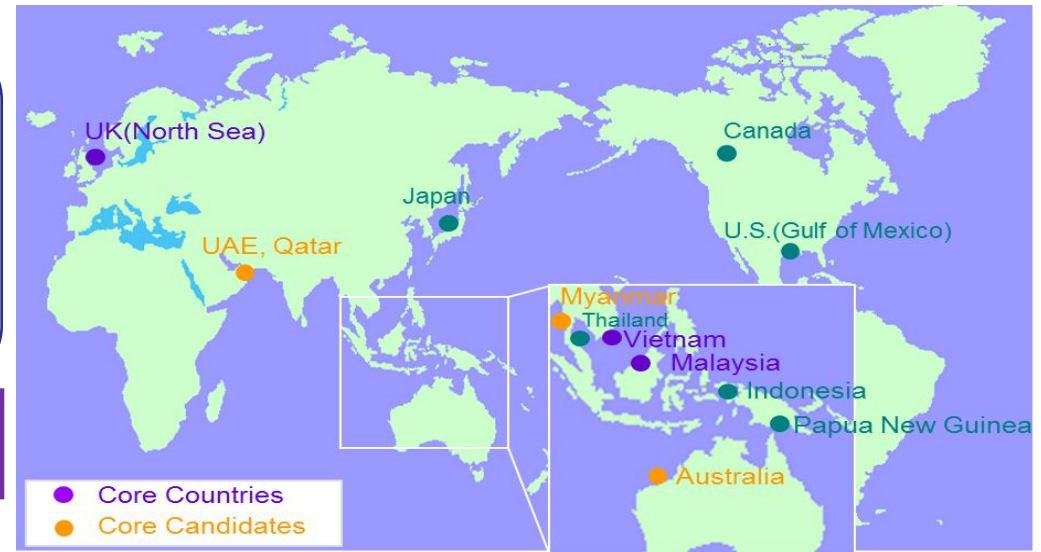 UK(North Sea)
Canada
Japan
U.S.(Gulf of Mexico)
UAE, Qatar
Myanmar
Thailand
Vietnam
Malaysia
Indonesia
Papua New Guinea
Australia
Core Countries
Core Candidates